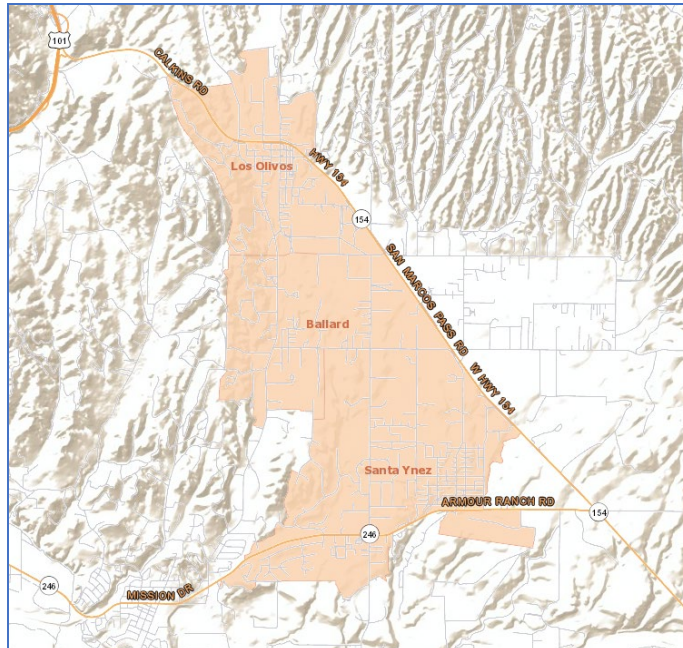 101
CALKINS RD
Los Olivos
HWY 154
154
SAN MARCOS PASS RD
W HWY 154
Ballard
Santa Ynez
ARMOUR RANCH RD
154
246
246
MISSION DR